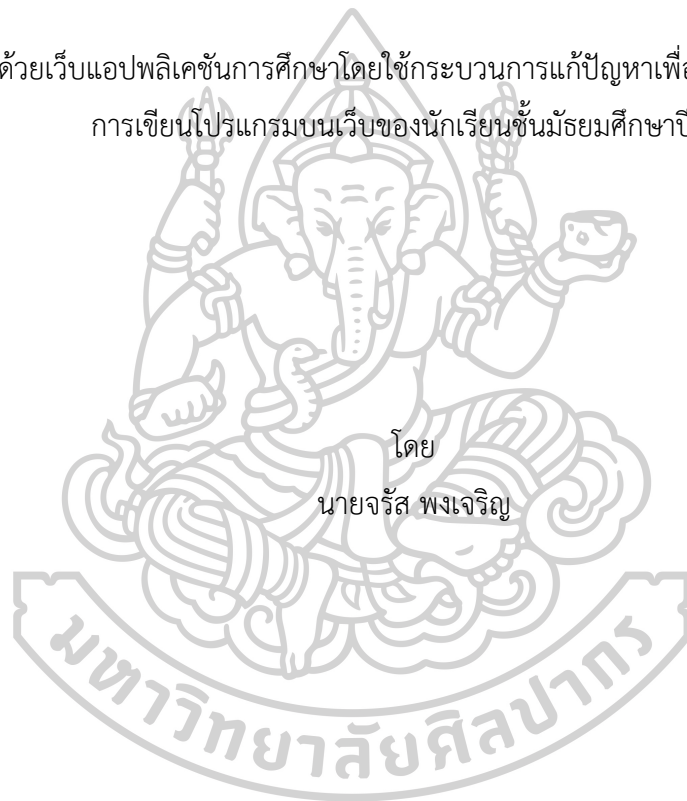 ด้วยเว็บแอปพลิเคชันการศึกษาโดยใช้กระบวนการแก้ปัญหาเพื่อ
การเขียนโปรแกรมบนเว็บของนักเรียนชั้นมัธยมศึกษาปี
โดย
นายจรัส พงเจริญ
มหาวิทยาลัยศิลปากร